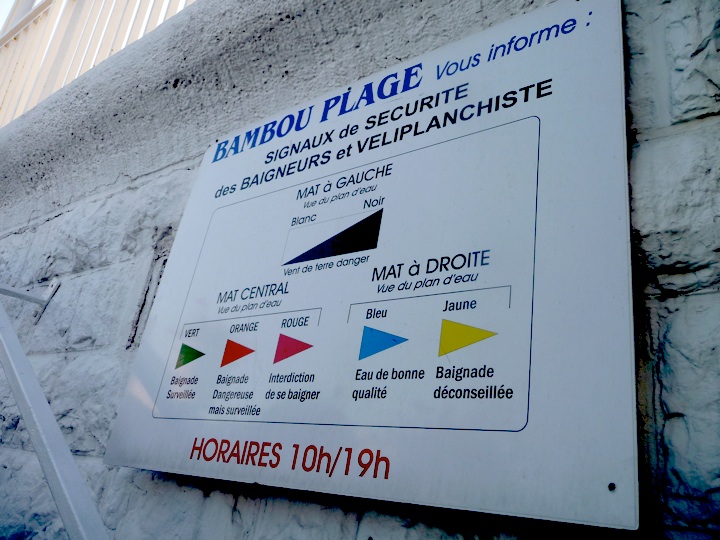 BAMBOU PLAGE Vous informe :
SIGNAUX de SECURITE
des BAIGNEURS et VELIPLANCHISTE
MAT à GAUCHE
Vue du plan d'eau
Blanc Noir
Vent de terre danger
MAT CENTRAL
Vue du plan d'eau
VERT ORANGE ROUGE
Baignade
Surveillée
Baignade
Dangereuse
mais surveillée
Interdiction
de se baigner
MAT à DROITE
Vue du plan d'eau
Bleu Jaune
Eau de bonne
qualité
Baignade
déconseillée
HORAIRES 10h/19h